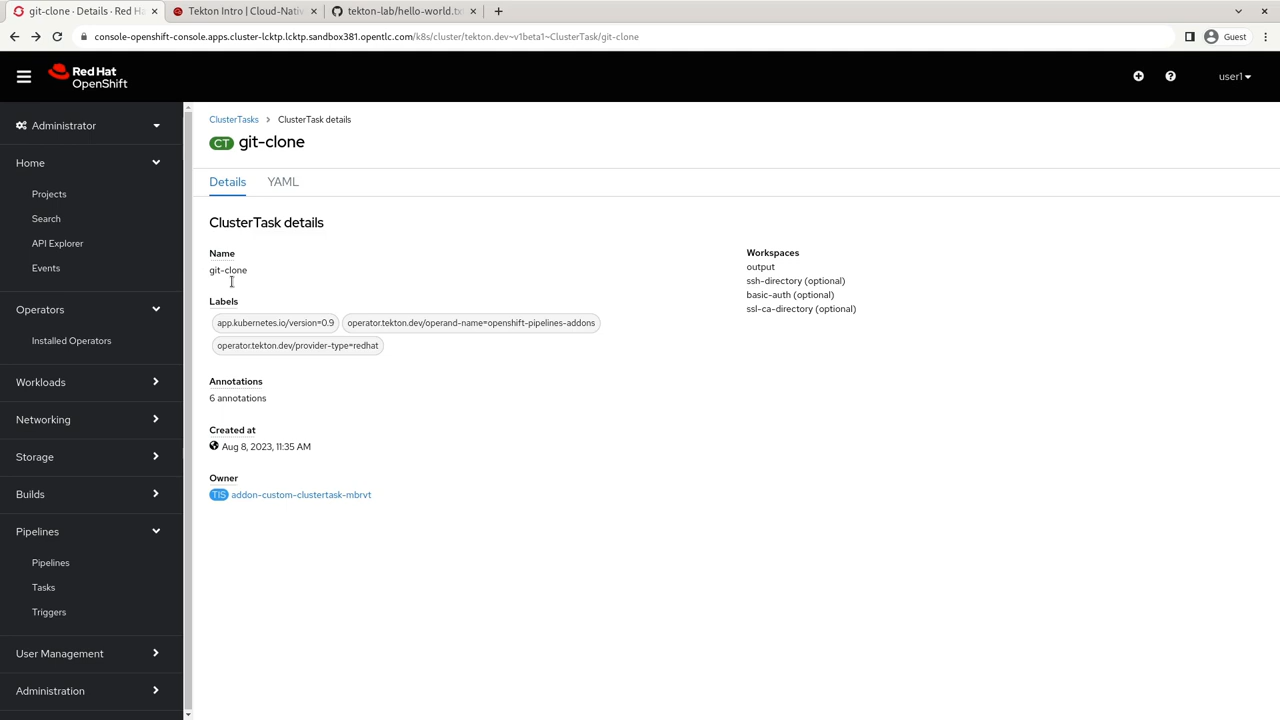 git-clone · Details · Red Ha
Tekton Intro | Cloud-Nativ
tekton-lab/hello-world.tx
console-openshift-console.apps.cluster-lcktp.lcktp.sandbox381.opentlc.com/k8s/cluster/tekton.dev~v1beta1~ClusterTask/git-clone
Guest
Red Hat
OpenShift
user1
Administrator
Home
Projects
Search
API Explorer
Events
Operators
Installed Operators
Workloads
Networking
Storage
Builds
Pipelines
Pipelines
Tasks
Triggers
User Management
Administration
ClusterTasks > ClusterTask details
CT git-clone
Details YAML
ClusterTask details
Name
git-clone
Labels
app.kubernetes.io/version=0.9 operator.tekton.dev/operand-name=openshift-pipelines-addons
operator.tekton.dev/provider-type=redhat
Annotations
6 annotations
Created at
Aug 8, 2023, 11:35 AM
Owner
TIS addon-custom-clustertask-mbrvt
Workspaces
output
ssh-directory (optional)
basic-auth (optional)
ssl-ca-directory (optional)